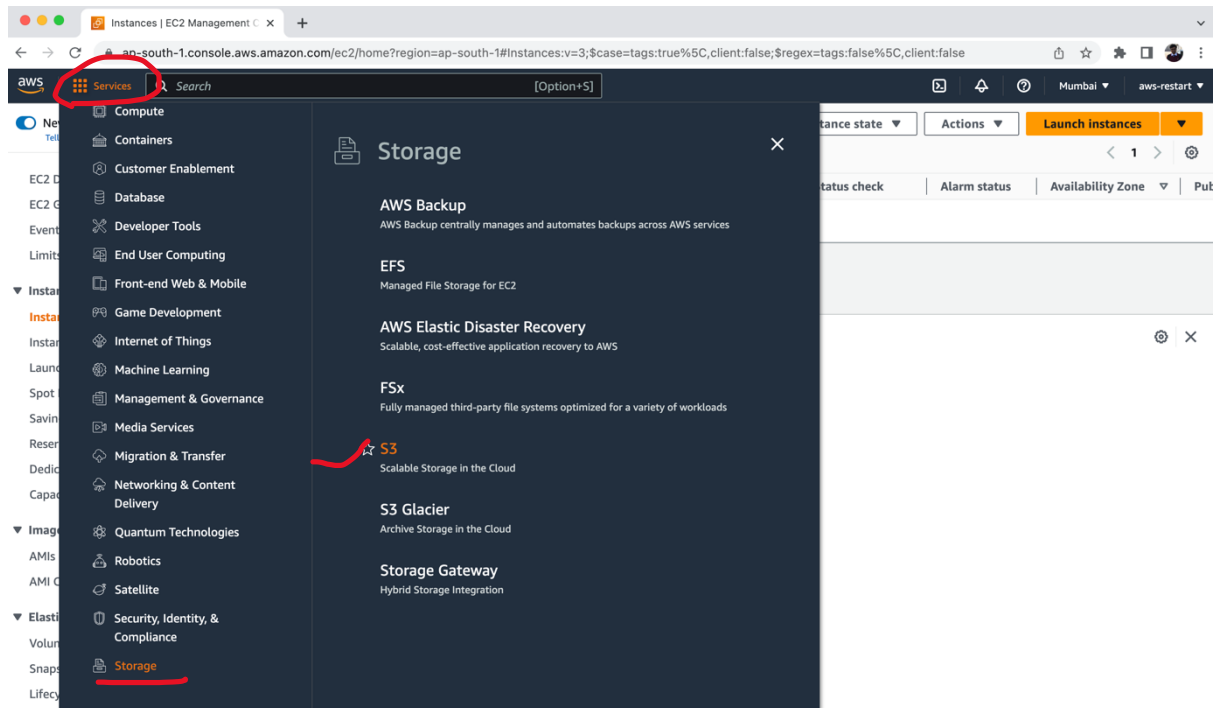 Instances | EC2 Management C
ap-south-1.console.aws.amazon.com/ec2/home?region=ap-south-1#Instances:v=3;$case=tags:true%5C,client:false;$regex=tags:false%5C,client:false
aws
Services
Search
[Option+S]
Mumbai
aws-restart
Ne
Tell
EC2 D
EC2 G
Event
Limits
Instan
Instan
Instan
Launc
Spot
Savin
Reser
Dedic
Capac
Image
AMIs
AMI C
Elasti
Volun
Snaps
Lifecy
Compute
Containers
Customer Enablement
Database
Developer Tools
End User Computing
Front-end Web & Mobile
Game Development
Internet of Things
Machine Learning
Management & Governance
Media Services
Migration & Transfer
Networking & Content
Delivery
Quantum Technologies
Robotics
Satellite
Security, Identity, &
Compliance
Storage
Storage
AWS Backup
AWS Backup centrally manages and automates backups across AWS services
EFS
Managed File Storage for EC2
AWS Elastic Disaster Recovery
Scalable, cost-effective application recovery to AWS
FSx
Fully managed third-party file systems optimized for a variety of workloads
S3
Scalable Storage in the Cloud
S3 Glacier
Archive Storage in the Cloud
Storage Gateway
Hybrid Storage Integration
tance state
Actions
Launch instances
1
tatus check
Alarm status
Availability Zone
Pub